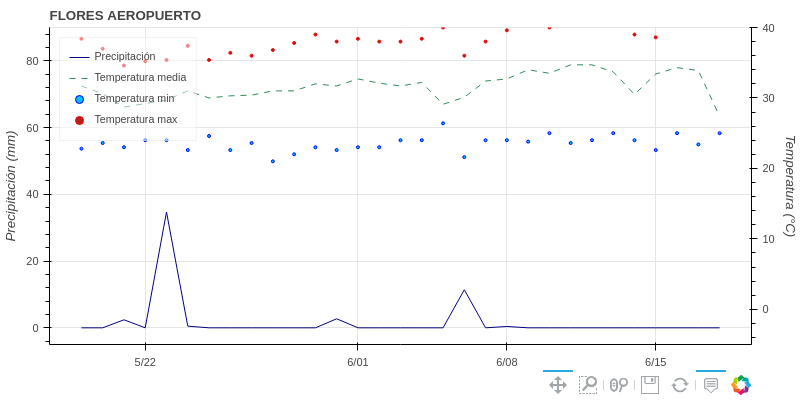 FLORES AEROPUERTO
Precipitación
Temperatura media
Temperatura min
Temperatura max
Precipitación (mm)
80
60
40
20
0
Temperatura (°C)
40
30
20
10
0
5/22
6/01
6/08
6/15